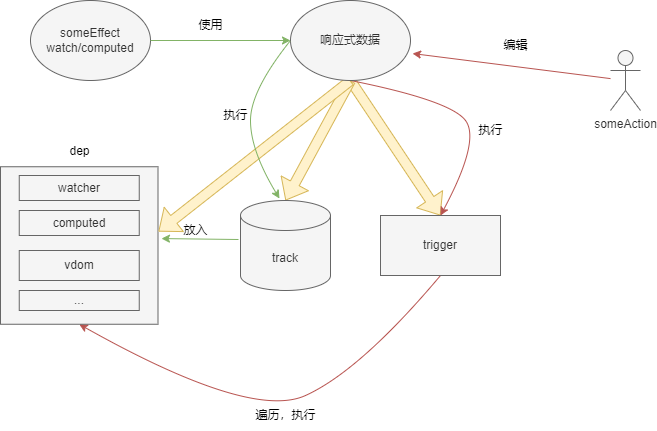 someEffect
watch/computed
使用
响应式数据
编辑
someAction
执行
执行
dep
watcher
computed
vdom
...
放入
track
trigger
遍历，执行